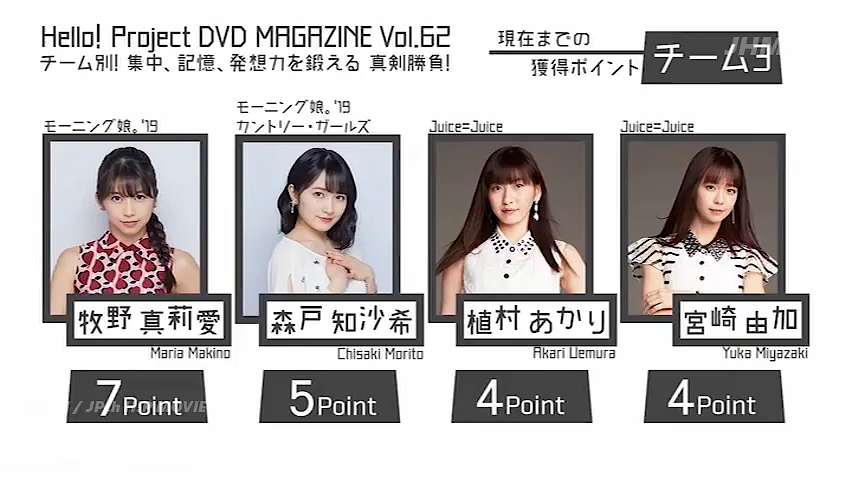 Hello! Project DVD MAGAZINE Vol.62
チーム別! 集中、記憶、発想力を鍛える 真剣勝負!
現在までの
獲得ポイント
チーム3
モーニング娘。'19
モーニング娘。'19
カントリー・ガールズ
Juice=Juice
Juice=Juice
牧野 真莉愛
森戸 知沙希
植村 あかり
宮崎 由加
Maria Makino
Chisaki Morito
Akari Uemura
Yuka Miyazaki
7Point
5Point
4Point
4Point